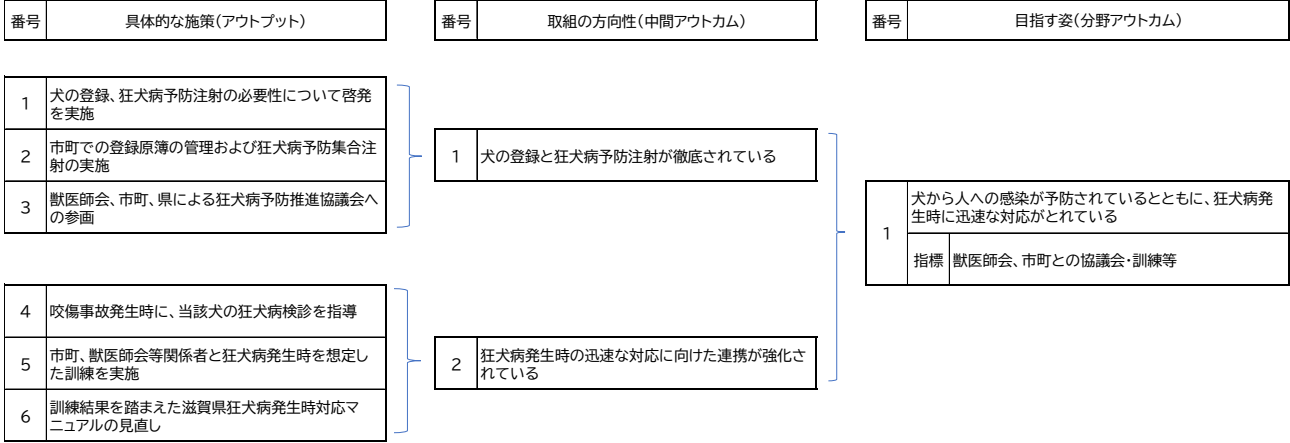 番号 具体的な施策(アウトプット)
番号 取組の方向性(中間アウトカム)
番号 目指す姿(分野アウトカム)
1 犬の登録、狂犬病予防注射の必要性について啓発
を実施
2 市町での登録原簿の管理および狂犬病予防集合注
射の実施
3 獣医師会、市町、県による狂犬病予防推進協議会へ
の参画
4 咬傷事故発生時に、当該犬の狂犬病検診を指導
5 市町、獣医師会等関係者と狂犬病発生時を想定し
た訓練を実施
6 訓練結果を踏まえた滋賀県狂犬病発生時対応マ
ニュアルの見直し
1 犬の登録と狂犬病予防注射が徹底されている
2 狂犬病発生時の迅速な対応に向けた連携が強化さ
れている
1 犬から人への感染が予防されているとともに、狂犬病発
生時に迅速な対応がとれている
指標 獣医師会、市町との協議会・訓練等